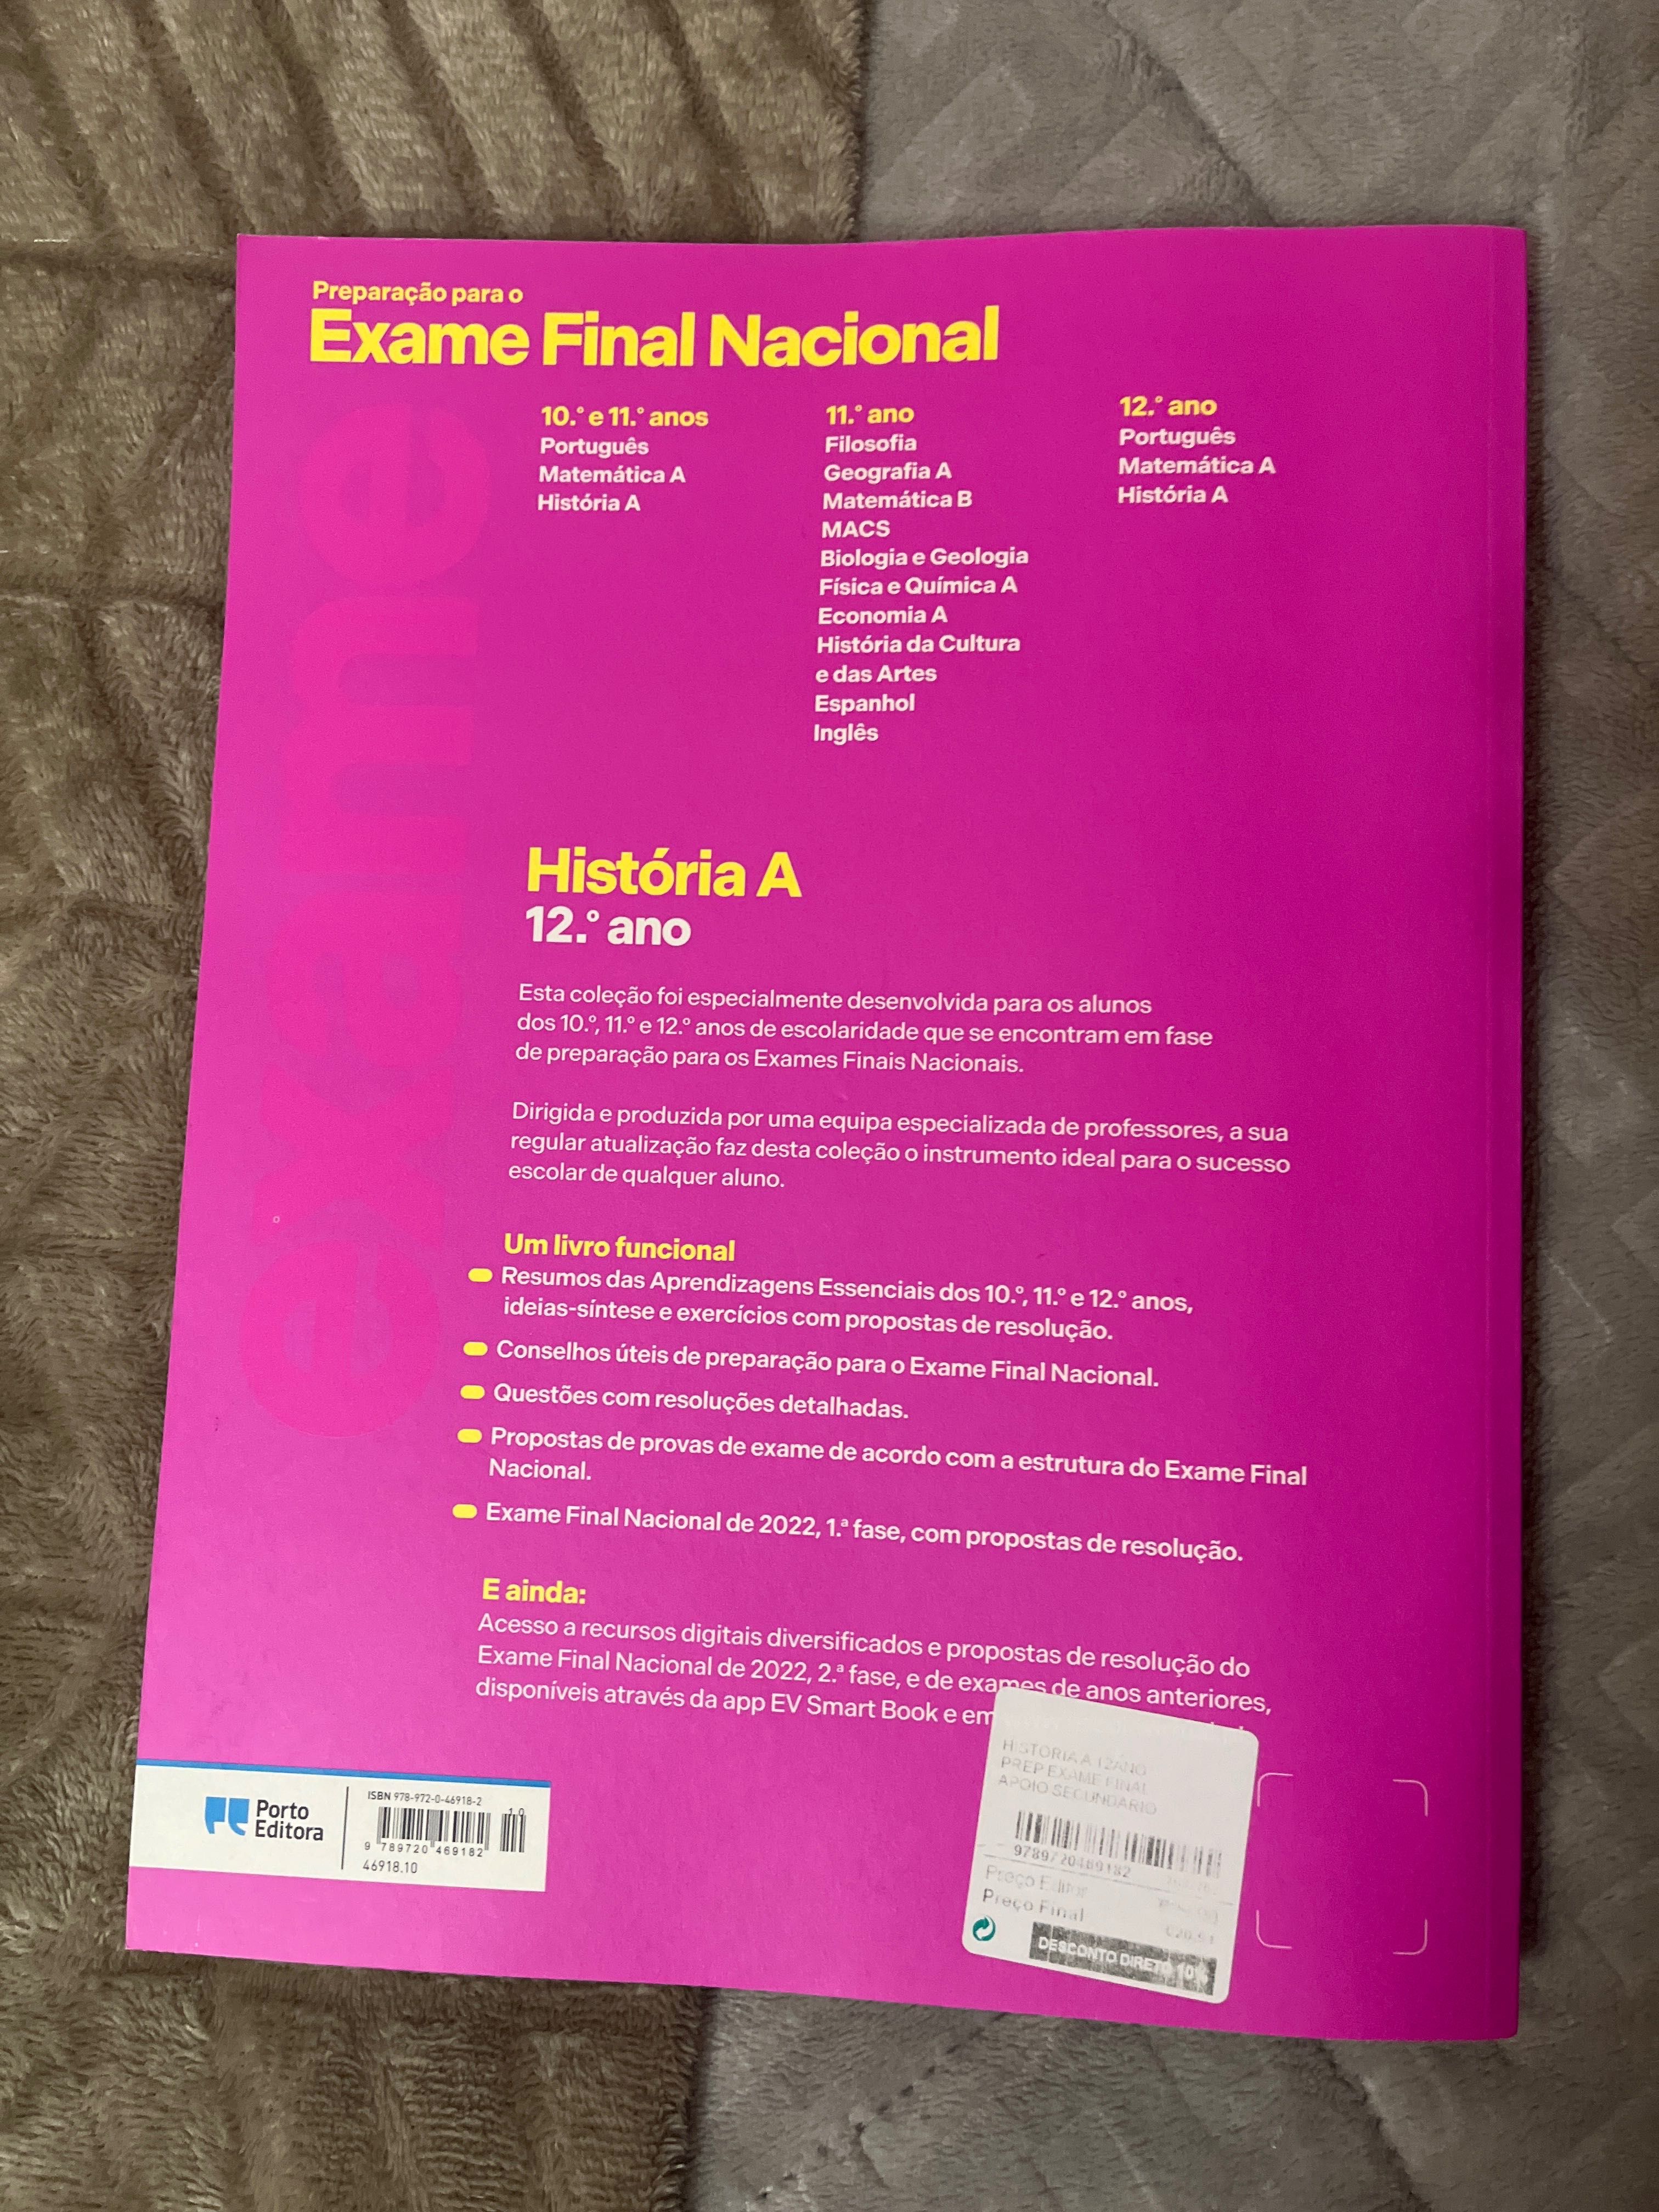 Preparação para o
Exame Final Nacional
10.º e 11.º anos
Português
Matemática A
História A
11.º ano
Filosofia
Geografia A
Matemática B
MACS
Biologia e Geologia
Física e Química A
Economia A
História da Cultura
e das Artes
Espanhol
Inglês
12.º ano
Português
Matemática A
História A
exame
História A
12.º ano
Esta coleção foi especialmente desenvolvida para os alunos
dos 10.º, 11.º e 12.º anos de escolaridade que se encontram em fase
de preparação para os Exames Finais Nacionais.
Dirigida e produzida por uma equipa especializada de professores, a sua
regular atualização faz desta coleção o instrumento ideal para o sucesso
escolar de qualquer aluno.
Um livro funcional
Resumos das Aprendizagens Essenciais dos 10.º, 11.º e 12.º anos,
ideias-síntese e exercícios com propostas de resolução.
Conselhos úteis de preparação para o Exame Final Nacional.
Questões com resoluções detalhadas.
Propostas de provas de exame de acordo com a estrutura do Exame Final
Nacional.
Exame Final Nacional de 2022, 1.ª fase, com propostas de resolução.
E ainda:
Acesso a recursos digitais diversificados e propostas de resolução do
Exame Final Nacional de 2022, 2.ª fase, e de exames de anos anteriores,
disponíveis através da app EV Smart Book e em
Porto
Editora
ISBN 978-972-0-46918-2
1 0
9 789720 469182
46918.10
HISTORIA A 12ANO
PREP EXAME FINAL
APOIO SECUNDARIO
9789720469182
Preço Editor
Preço Final
DESCONTO DIRETO 10%